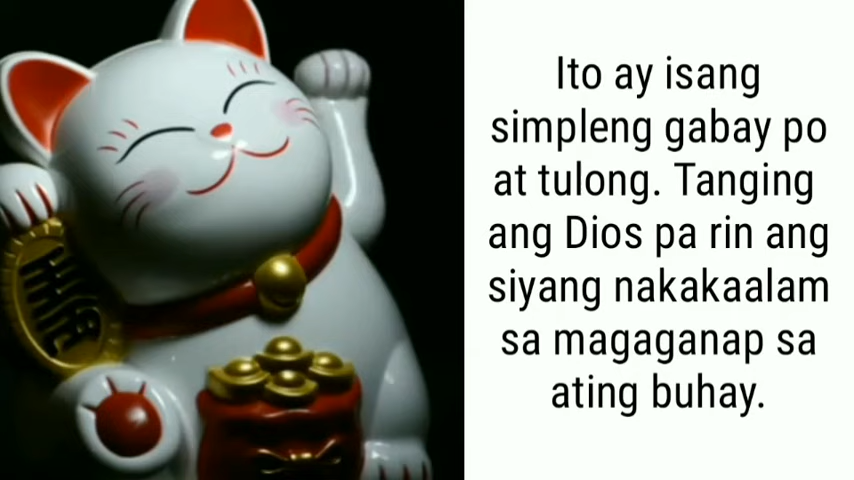 Ito ay isang
simpleng gabay po
at tulong. Tanging
ang Dios pa rin ang
siyang nakakaalam
sa magaganap sa
ating buhay.